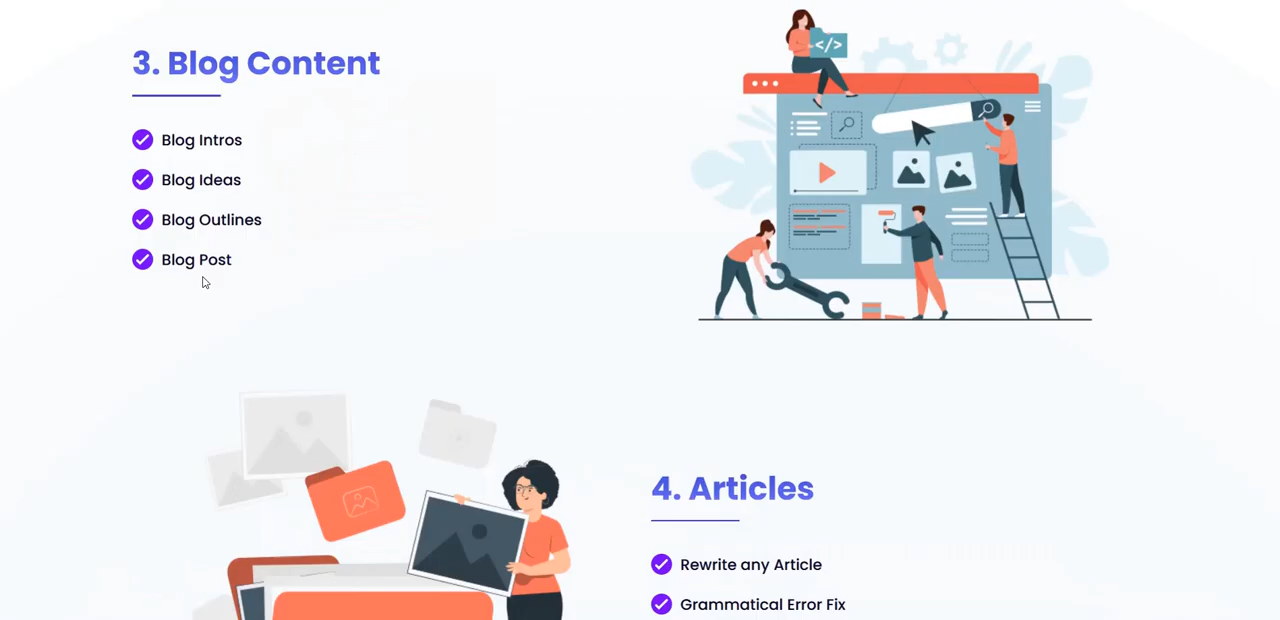 3. Blog Content
Blog Intros
Blog Ideas
Blog Outlines
Blog Post
</>
4. Articles
Rewrite any Article
Grammatical Error Fix